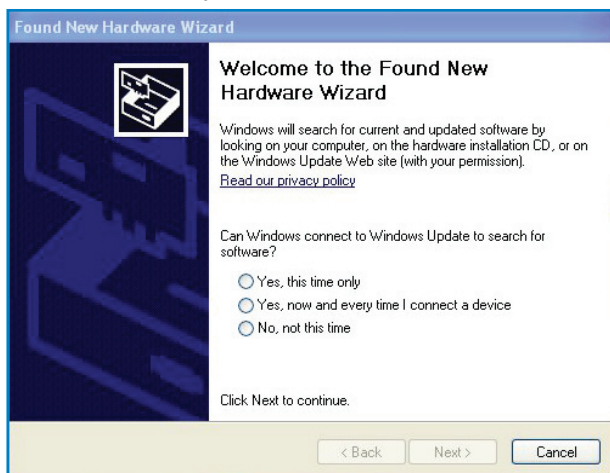 Found New Hardware Wizard
Welcome to the Found New
Hardware Wizard
Windows will search for current and updated software by
looking on your computer, on the hardware installation CD, or on
the Windows Update Web site (with your permission).
Read our privacy policy
Can Windows connect to Windows Update to search for
software?
Yes, this time only
Yes, now and every time I connect a device
No, not this time
Click Next to continue.
< Back Next > Cancel